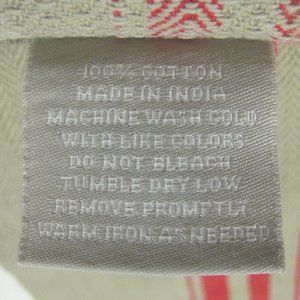 100% COTTON
MADE IN INDIA
MACHINE WASH COLD
WITH LIKE COLORS
DO NOT BLEACH
TUMBLE DRY LOW
REMOVE PROMPTLY
WARM IRON AS NEEDED